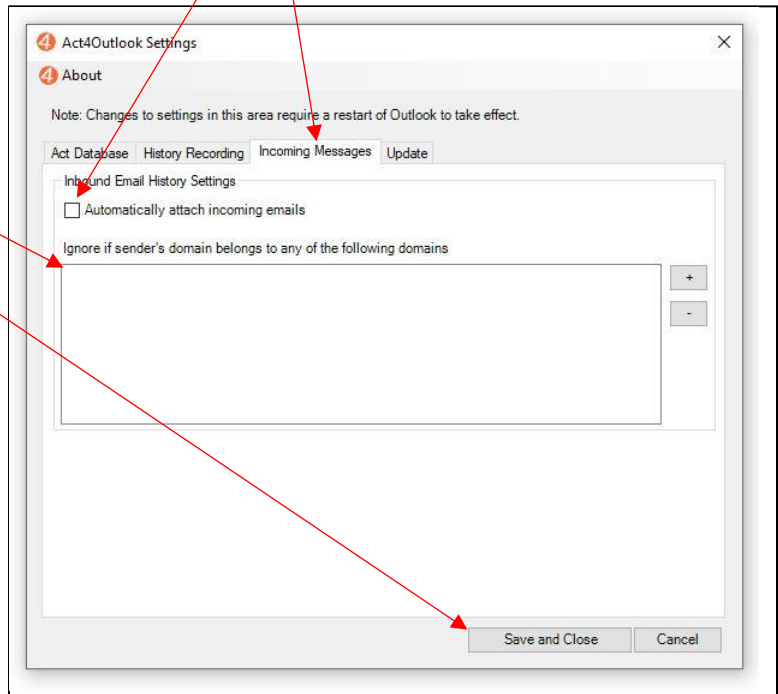 4 Act4Outlook Settings
4 About
Note: Changes to settings in this area require a restart of Outlook to take effect.
Act Database History Recording Incoming Messages Update
Inbound Email History Settings
Automatically attach incoming emails
Ignore if sender's domain belongs to any of the following domains
+
-
Save and Close Cancel